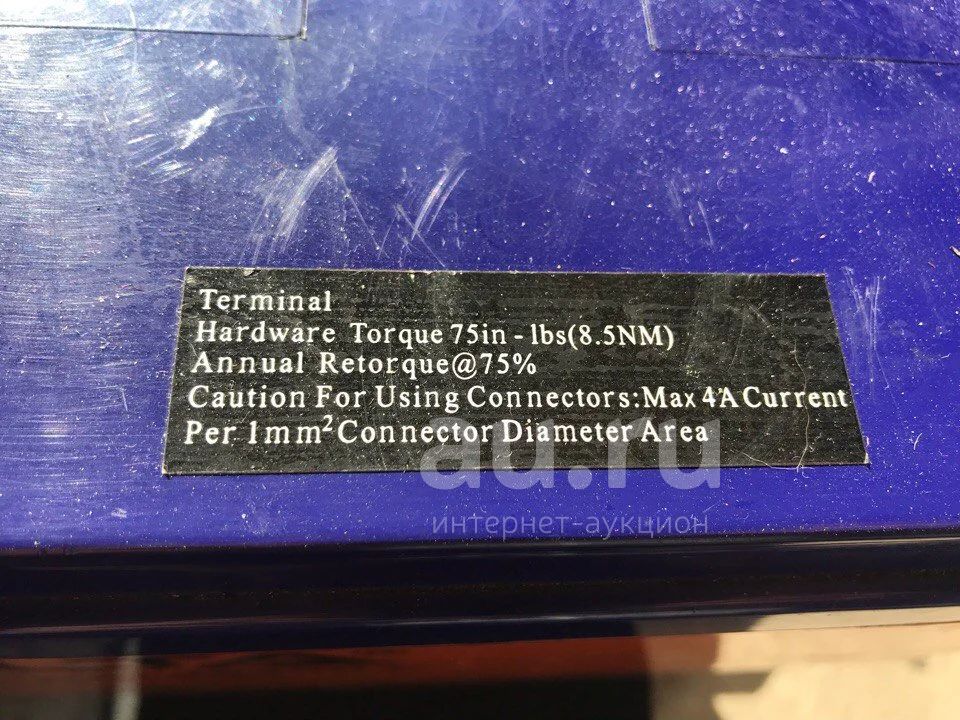 Terminal
Hardware Torque 75in - lbs(8.5NM)
Annual Retorque@75%
Caution For Using Connectors:Max 4'A Current
Per 1mm² Connector Diameter Area
au.ru
интернет-аукцион